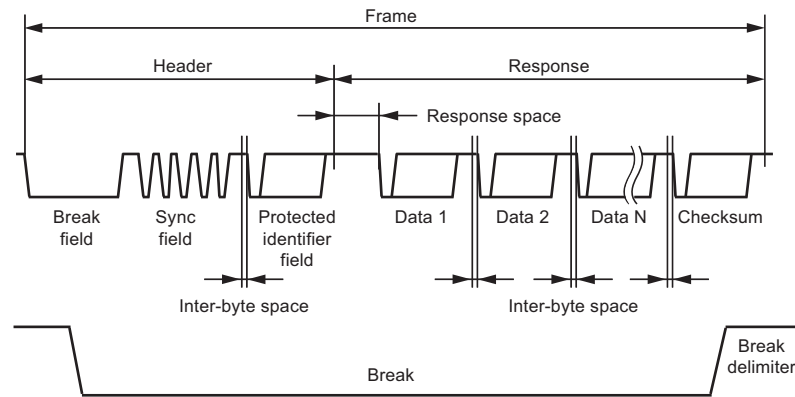 Frame
Header
Response
Response space
Break
field
Sync
field
Protected
identifier
field
Data 1
Data 2
Data N
Checksum
Inter-byte space
Inter-byte space
Break
Break
delimiter